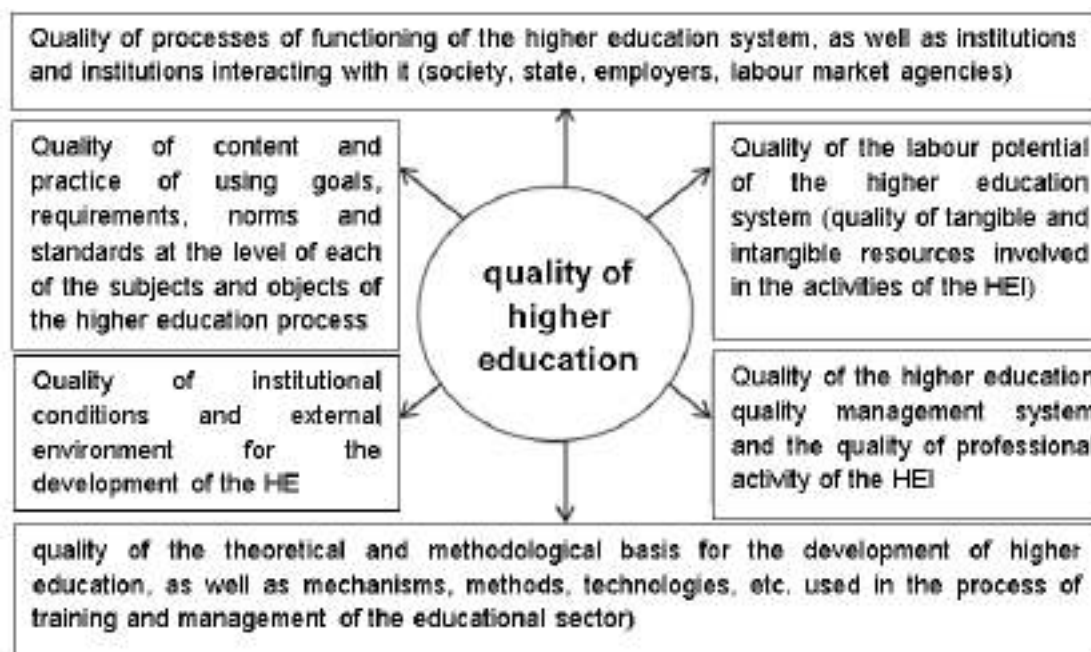 Quality of processes of functioning of the higher education system, as well as institutions
and institutions interacting with it (society, state, employers, labour market agencies)
Quality of content and
practice of using goals,
requirements, norms and
standards at the level of each
of the subjects and objects of
the higher education process
Quality of the labour potential
of the higher education
system (quality of tangible and
intangible resources involved
in the activities of the HEI)
quality of
higher
education
Quality of institutional
conditions and external
environment for the
development of the HE
Quality of the higher education
quality management system
and the quality of professional
activity of the HEI
quality of the theoretical and methodological basis for the development of higher
education, as well as mechanisms, methods, technologies, etc. used in the process of
training and management of the educational sector)